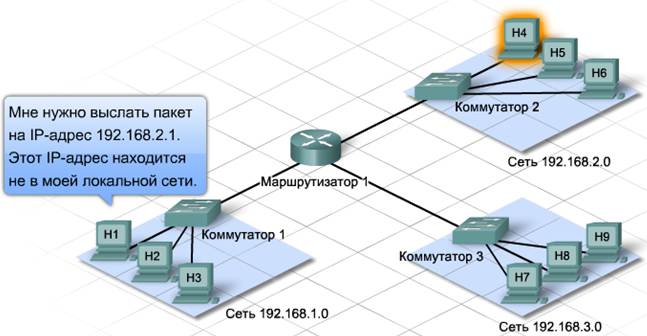 H4
H5
H6
Коммутатор 2
Сеть 192.168.2.0
Мне нужно выслать пакет
на IP-адрес 192.168.2.1.
Этот IP-адрес находится
не в моей локальной сети.
Маршрутизатор 1
H1
H2
H3
Коммутатор 1
Сеть 192.168.1.0
Коммутатор 3
H9
H8
H7
Сеть 192.168.3.0